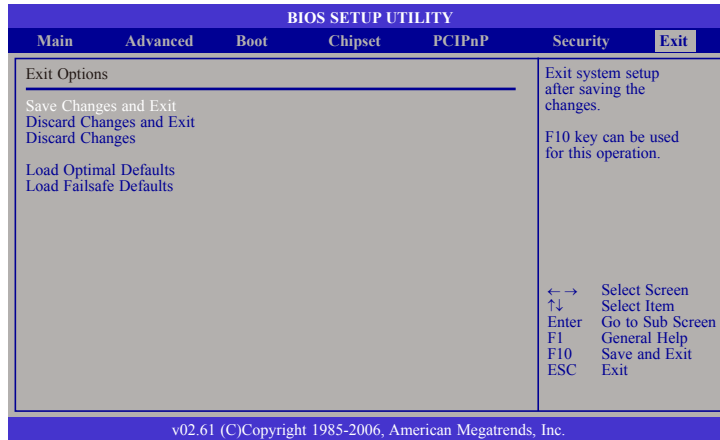 BIOS SETUP UTILITY
Main Advanced Boot Chipset PCIPnP Security Exit
Exit Options
Save Changes and Exit
Discard Changes and Exit
Discard Changes
Load Optimal Defaults
Load Failsafe Defaults
Exit system setup
after saving the
changes.
F10 key can be used
for this operation.
←→ Select Screen
↑↓ Select Item
Enter Go to Sub Screen
F1 General Help
F10 Save and Exit
ESC Exit
v02.61 (C)Copyright 1985-2006, American Megatrends, Inc.